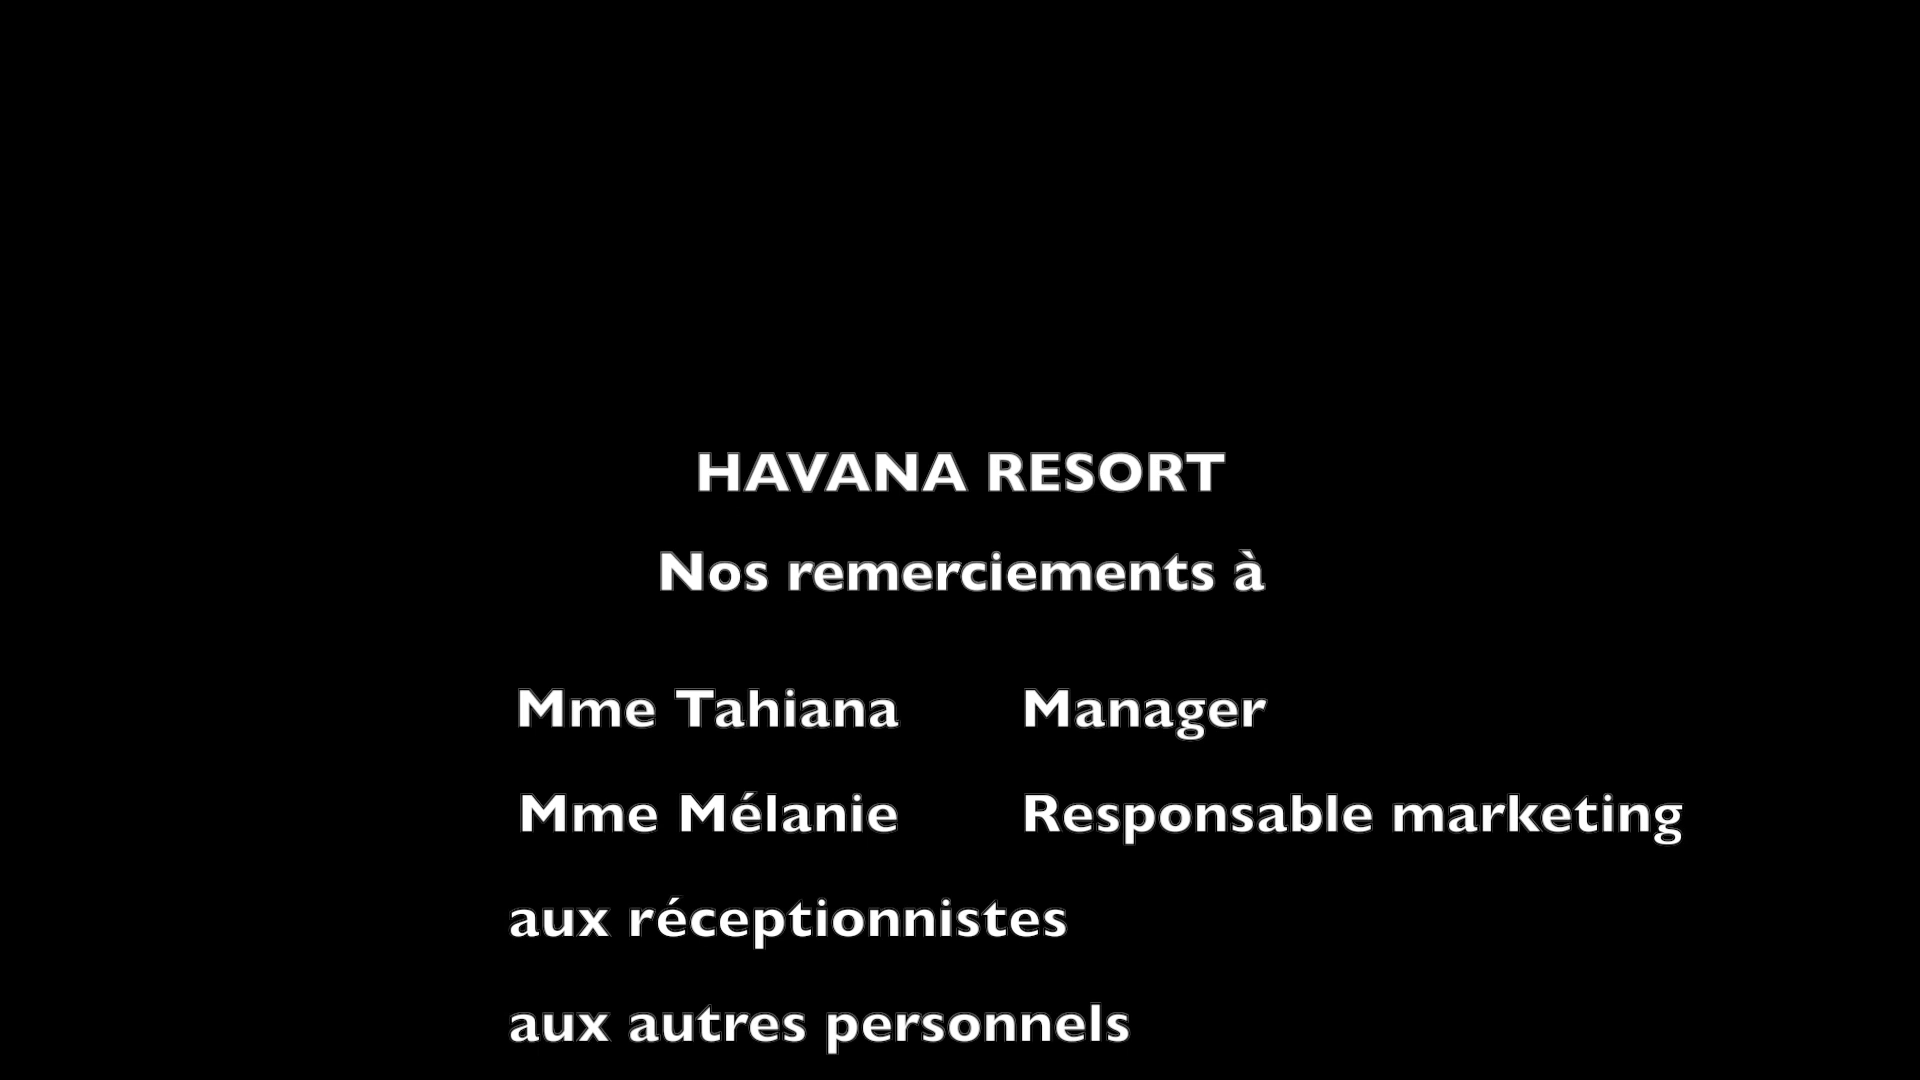 HAVANA RESORT
Nos remerciements à
Mme Tahiana Manager
Mme Mélanie Responsable marketing
aux réceptionnistes
aux autres personnels